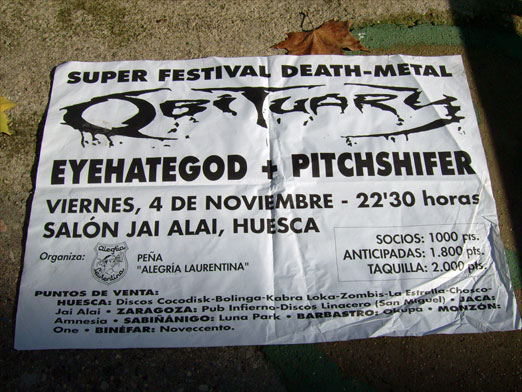 SUPER FESTIVAL DEATH-METAL
OBITUARY
EYEHATEGOD + PITCHSHIFER
VIERNES, 4 DE NOVIEMBRE - 22'30 horas
SALÓN JAI ALAI, HUESCA
Organiza:
Alegría
Laurentina
PEÑA
"ALEGRÍA LAURENTINA"
SOCIOS: 1000 pts.
ANTICIPADAS: 1.800 pts.
TAQUILLA: 2.000 pts.
PUNTOS DE VENTA:
HUESCA: Discos Cocodisk-Bolinga-Kabra Loka-Zombis-La Estrella-Chosco-
Jai Alai • ZARAGOZA: Pub Infierno-Discos Linacero (San Miguel) • JACA:
Amnesia • SABIÑÁNIGO: Luna Park • BARBASTRO: Okupa • MONZÓN:
One • BINÉFAR: Noveccento.